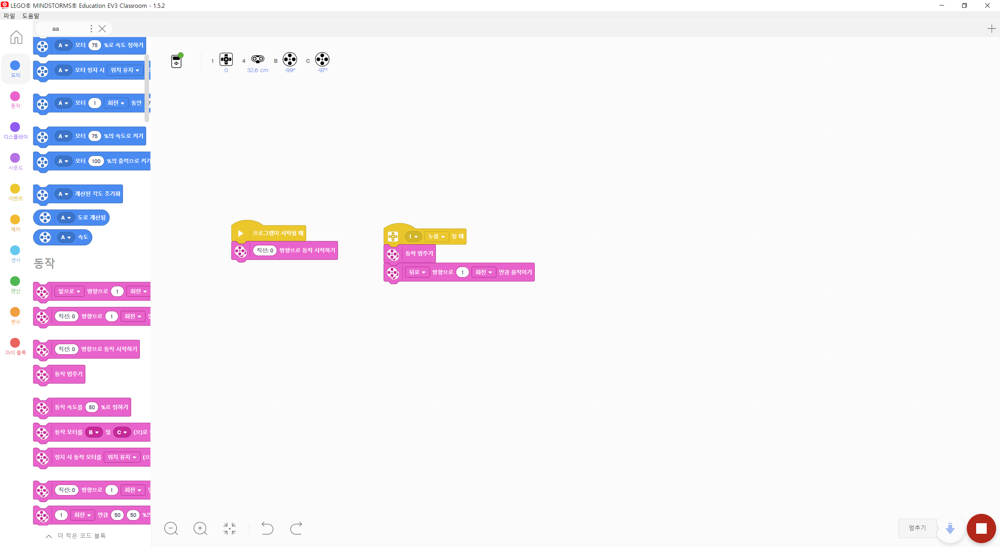 LEGO® MINDSTORMS® Education EV3 Classroom - 1.5.2
파일 도움말
aa
모터
동작
디스플레이
사운드
이벤트
제어
센서
연산
변수
마이 블록
A 모터 75 %로 속도 정하기
A 모터 정지 시 위치 유지
A 모터 1 회전 동안
A 모터 75 %의 속도로 켜기
A 모터 100 %의 출력으로 켜기
A 계산된 각도 초기화
A 도로 계산됨
A 속도
동작
앞으로 방향으로 1 회전
직선: 0 방향으로 1 회전
직선: 0 방향으로 동작 시작하기
동작 멈추기
동작 속도를 50 %로 정하기
동작 모터를 B 및 C (으)로
정지 시 동작 모터를 위치 유지 (으)
직선: 0 방향으로 1 회전
1 회전 만큼 50 50 %의
더 적은 코드 블록
1 4 B C
0 32.6 cm -99° -97°
프로그램이 시작될 때
직선: 0 방향으로 동작 시작하기
1 누름 일 때
동작 멈추기
뒤로 방향으로 1 회전 만큼 움직이기
멈추기